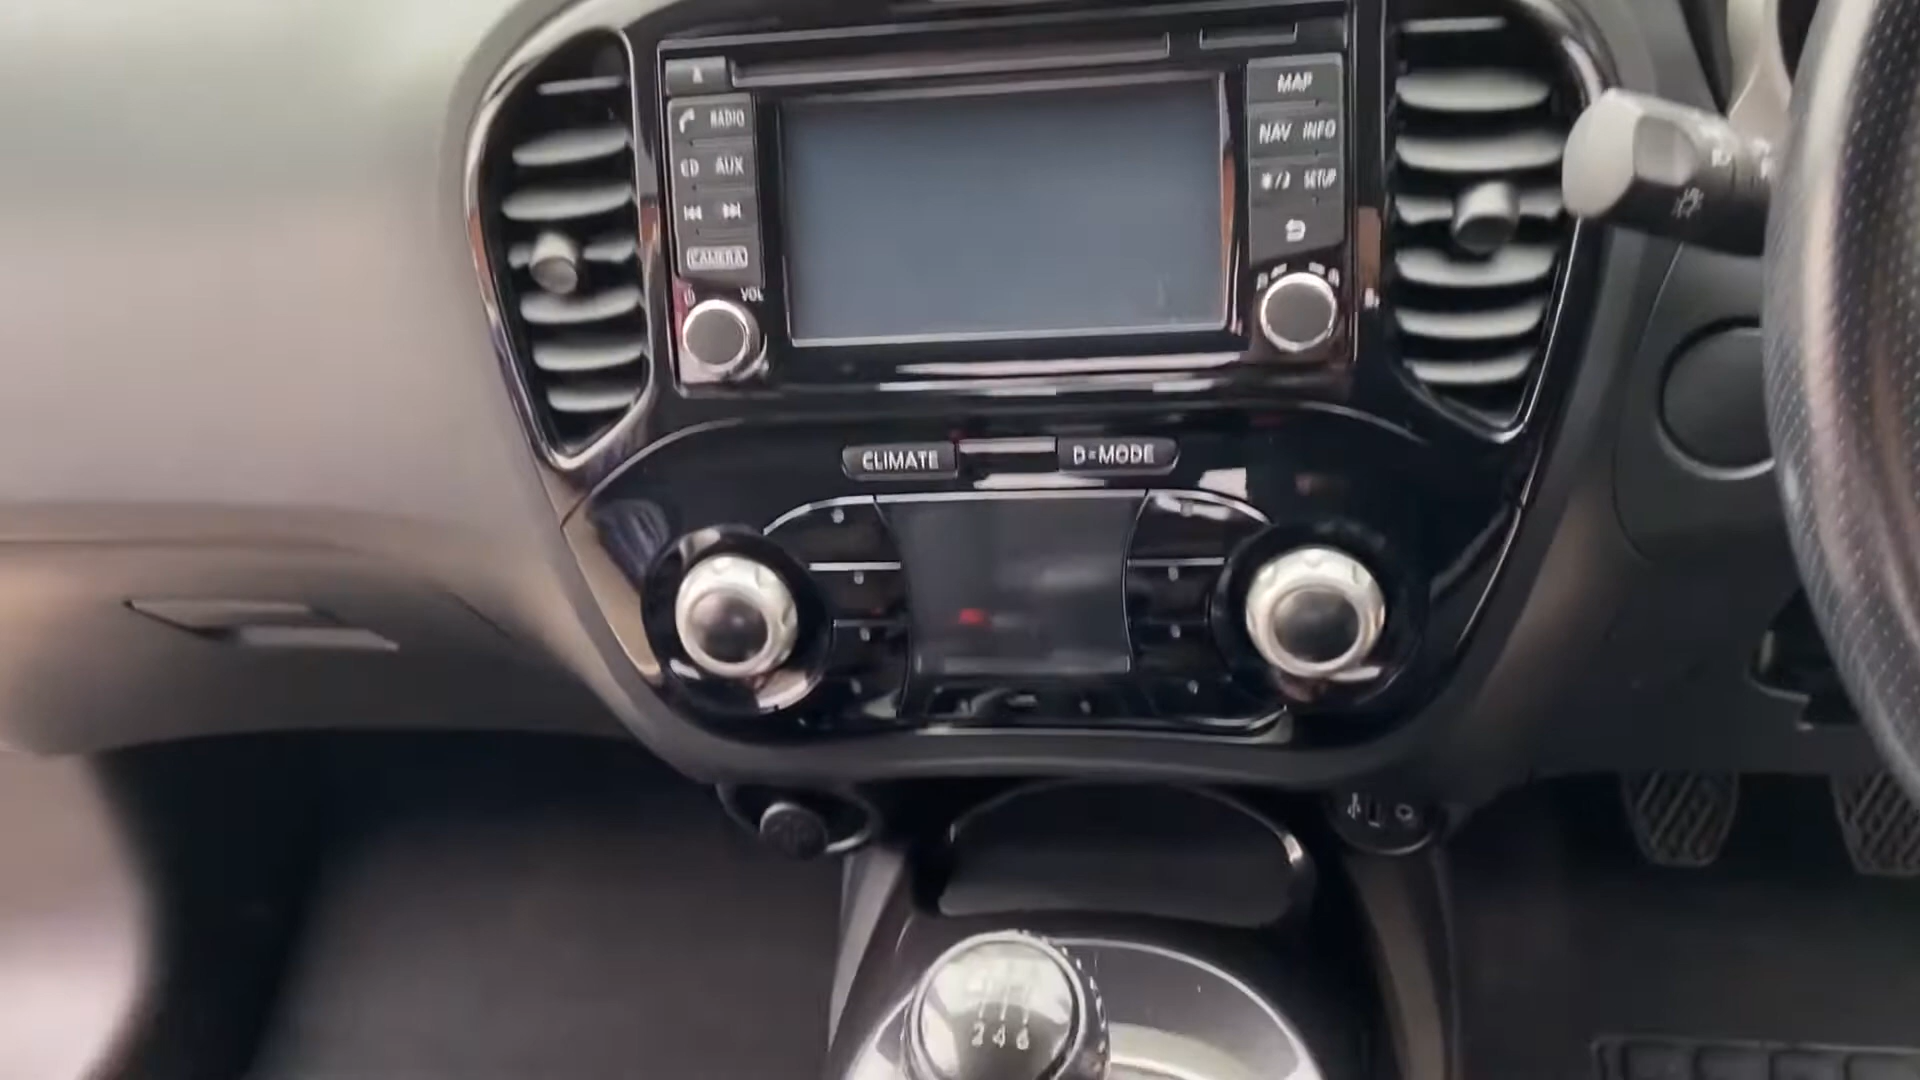 MAP
RADIO
NAV INFO
CD AUX
SETUP
CAMERA
VOL
CLIMATE
D-MODE
2 4 6